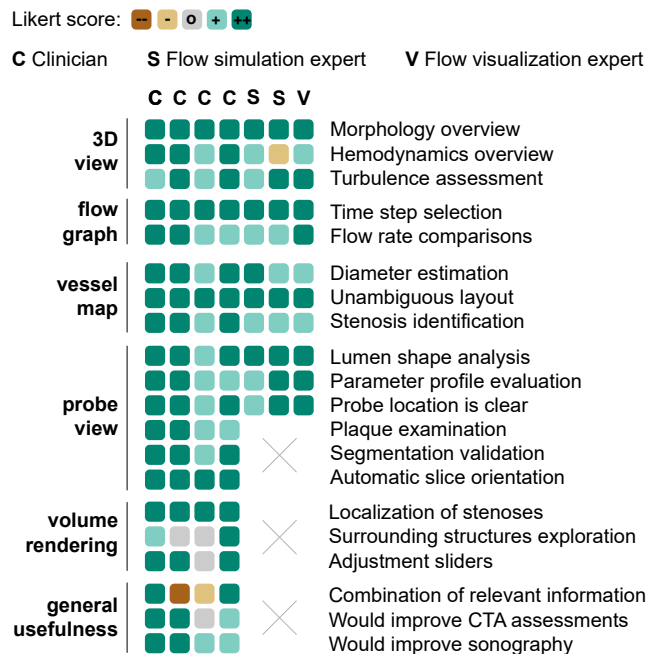 Likert score: -- - o + ++
C Clinician S Flow simulation expert V Flow visualization expert
C C C C S S V
3D view
Morphology overview
Hemodynamics overview
Turbulence assessment
flow graph
Time step selection
Flow rate comparisons
vessel map
Diameter estimation
Unambiguous layout
Stenosis identification
probe view
Lumen shape analysis
Parameter profile evaluation
Probe location is clear
Plaque examination
Segmentation validation
Automatic slice orientation
volume rendering
Localization of stenoses
Surrounding structures exploration
Adjustment sliders
general usefulness
Combination of relevant information
Would improve CTA assessments
Would improve sonography